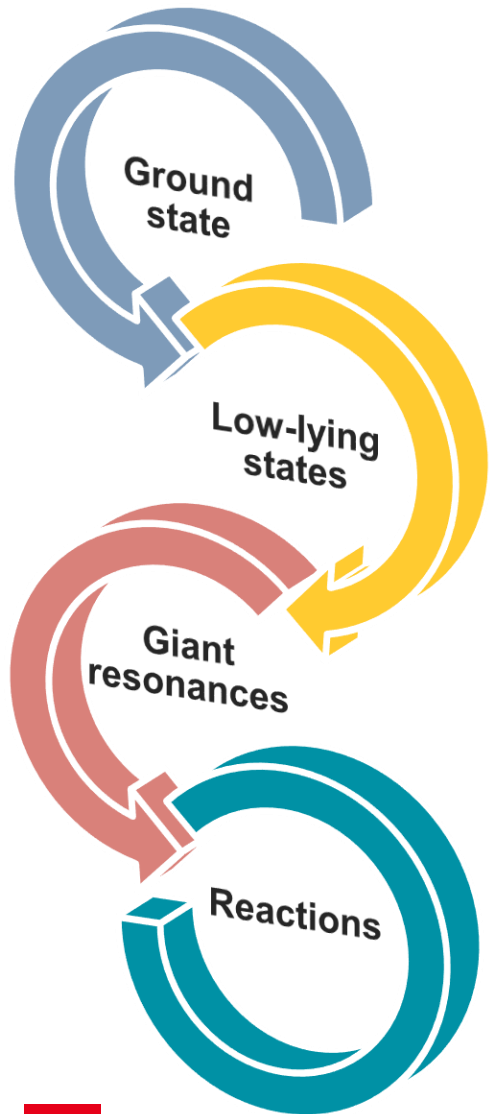 Ground
state
Low-lying
states
Giant
resonances
Reactions